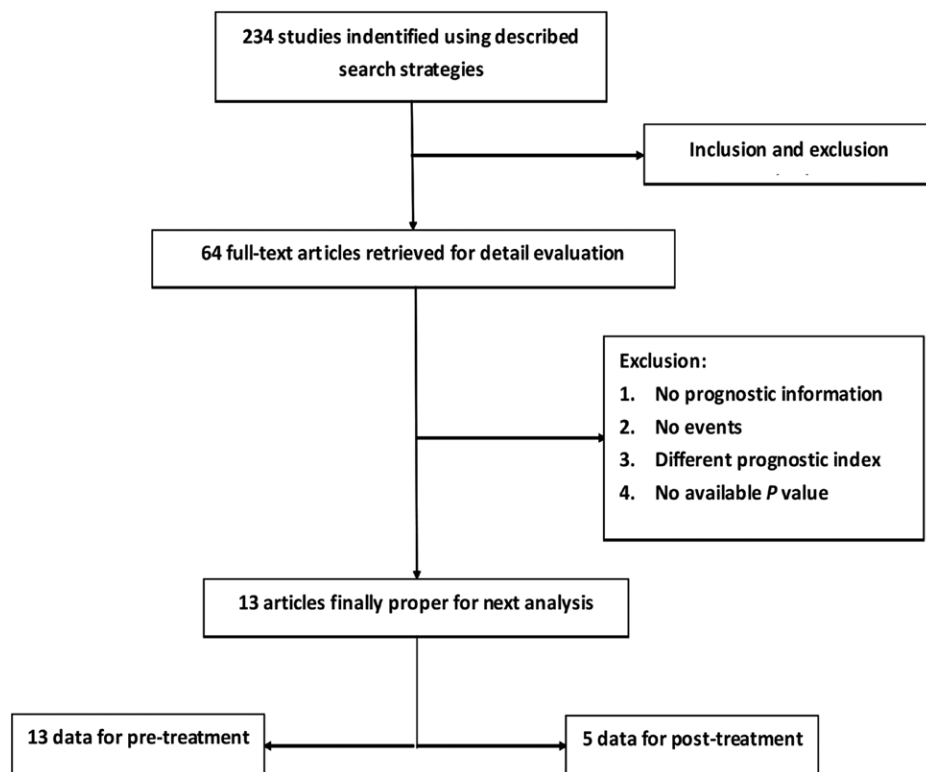 234 studies indentified using described
search strategies
Inclusion and exclusion
64 full-text articles retrieved for detail evaluation
Exclusion:
1. No prognostic information
2. No events
3. Different prognostic index
4. No available P value
13 articles finally proper for next analysis
13 data for pre-treatment
5 data for post-treatment